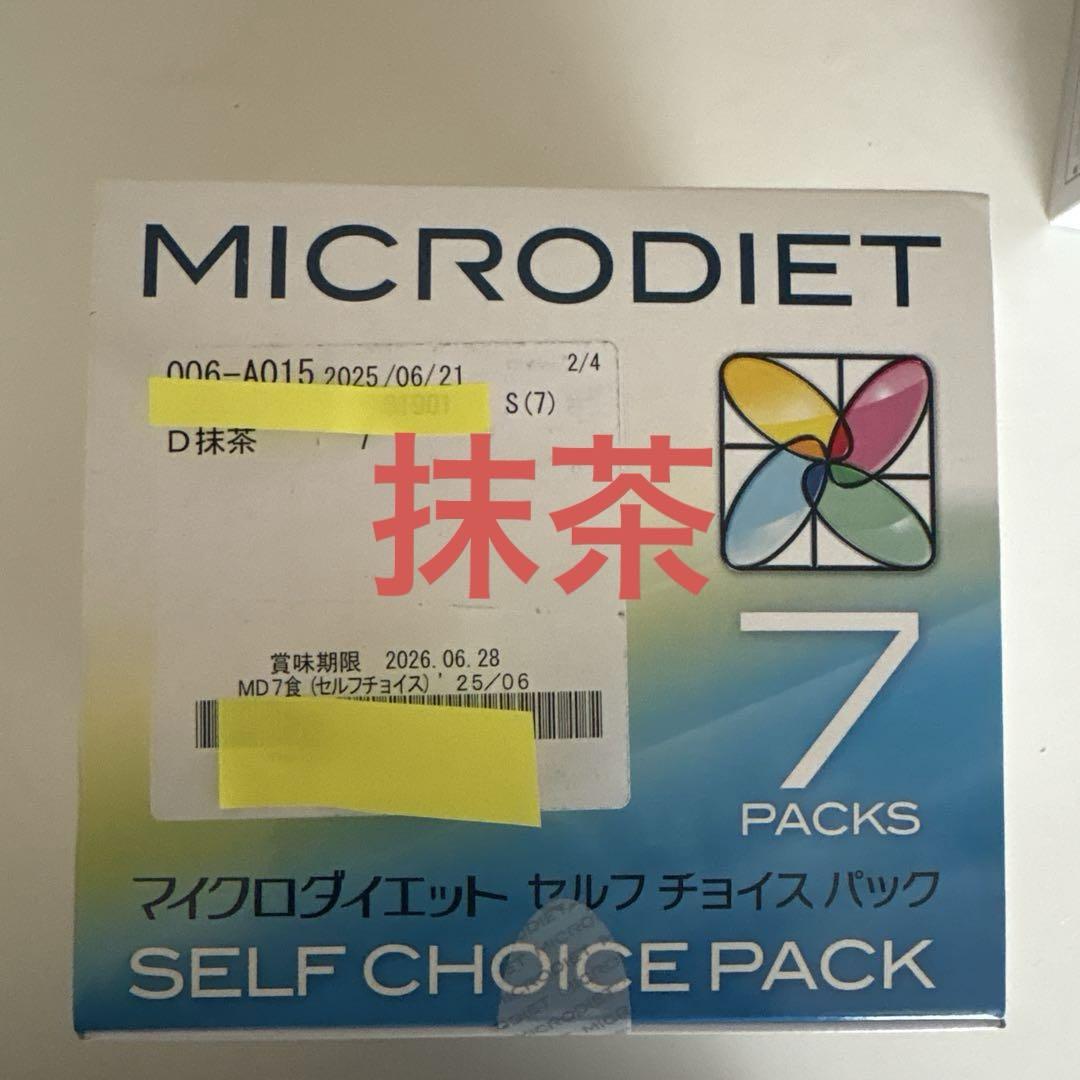 MICRODIET
006-A015 2025/06/21 2/4
S(7)
D抹茶 7
抹茶
賞味期限 2026.06.28
MD7食(セルフチョイス)'25/06
7
PACKS
マイクロダイエット セルフ チョイス パック
SELF CHOICE PACK
MICRODIET